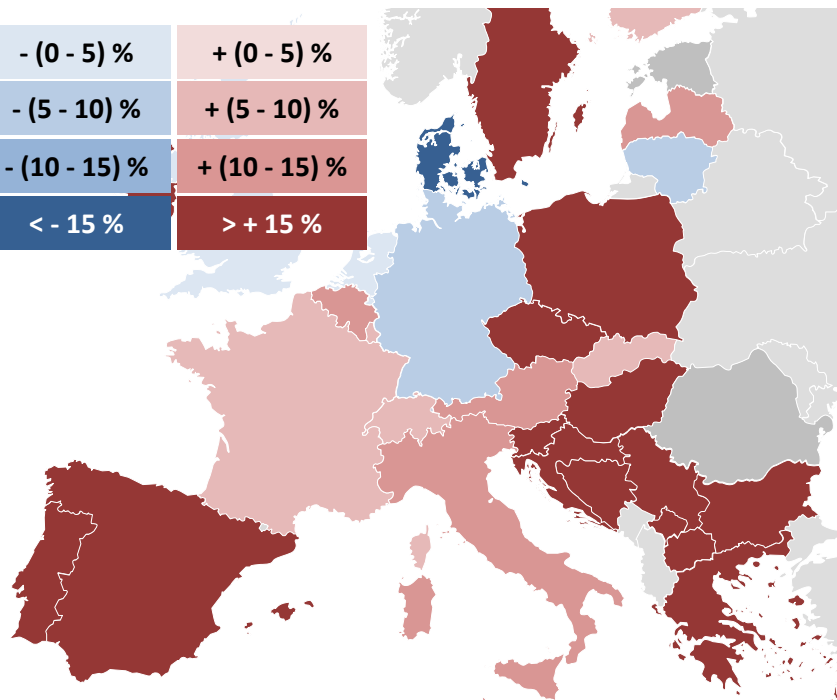 - (0 - 5) % + (0 - 5) %
- (5 - 10) % + (5 - 10) %
- (10 - 15) % + (10 - 15) %
< - 15 % > + 15 %